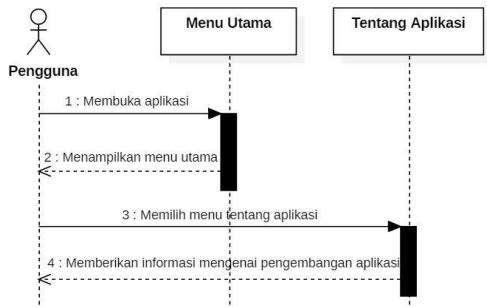 Menu Utama
Tentang Aplikasi
Pengguna
1 : Membuka aplikasi
2 : Menampilkan menu utama
3 : Memilih menu tentang aplikasi
4 : Memberikan informasi mengenai pengembangan aplikasi